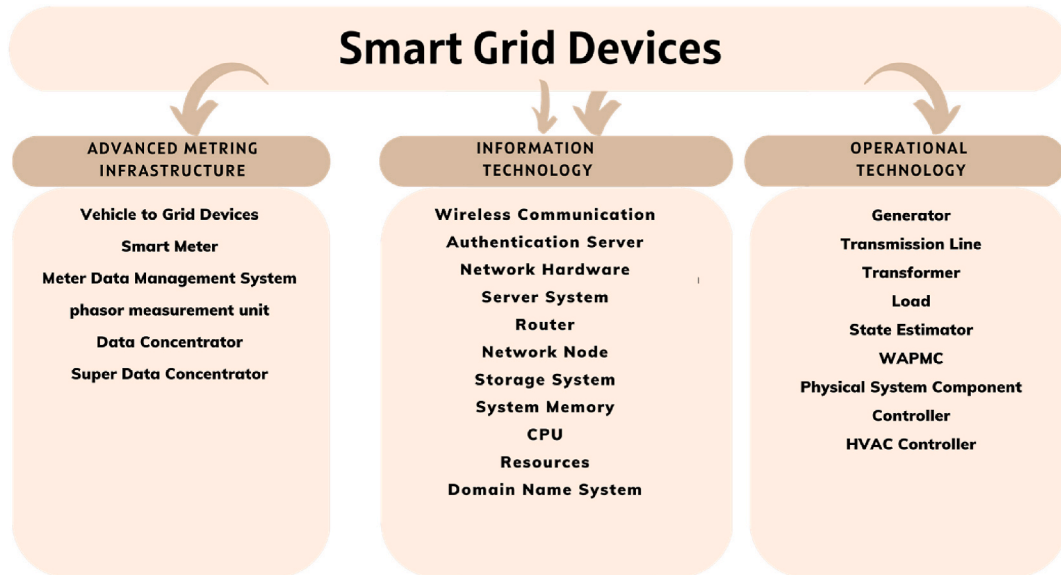 Smart Grid Devices
ADVANCED METRING
INFRASTRUCTURE
Vehicle to Grid Devices
Smart Meter
Meter Data Management System
phasor measurement unit
Data Concentrator
Super Data Concentrator
INFORMATION
TECHNOLOGY
Wireless Communication
Authentication Server
Network Hardware
Server System
Router
Network Node
Storage System
System Memory
CPU
Resources
Domain Name System
OPERATIONAL
TECHNOLOGY
Generator
Transmission Line
Transformer
Load
State Estimator
WAPMC
Physical System Component
Controller
HVAC Controller